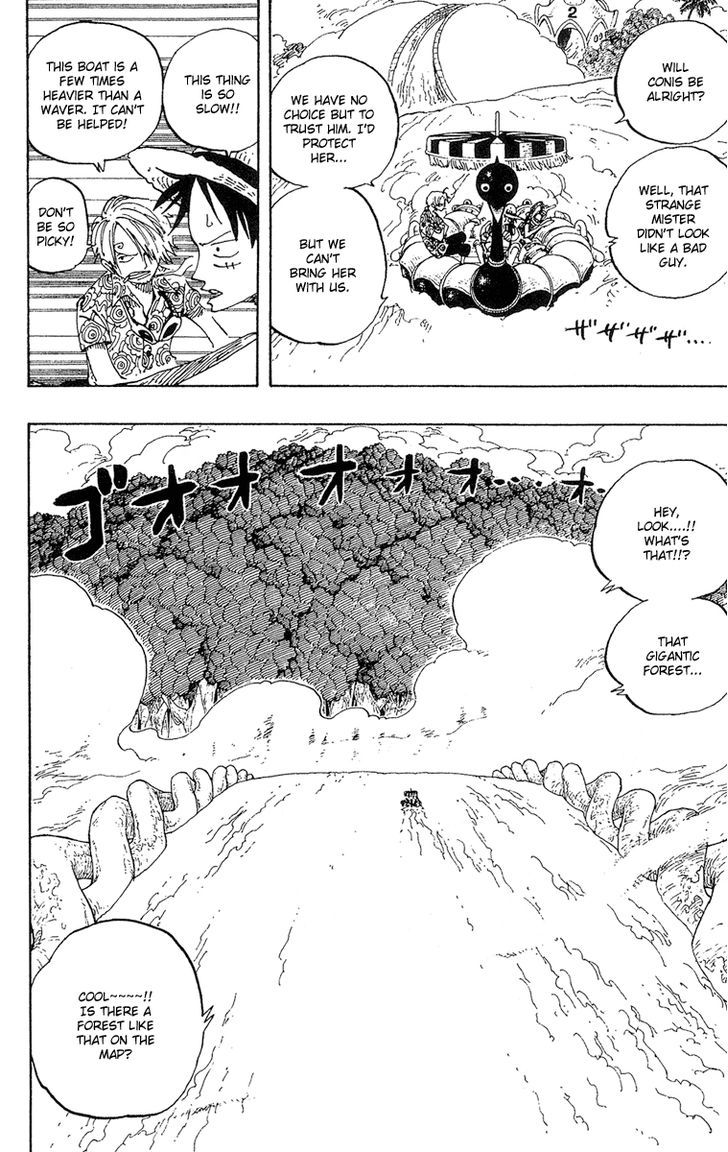 2
WILL
CONIS BE
ALRIGHT?
WELL, THAT
STRANGE
MISTER
DIDN'T LOOK
LIKE A BAD
GUY.
WE HAVE NO
CHOICE BUT TO
TRUST HIM. I'D
PROTECT
HER...
BUT WE
CAN'T
BRING HER
WITH US.
ザザザザ....
THIS THING
IS SO
SLOW!!
THIS BOAT IS A
FEW TIMES
HEAVIER THAN A
WAVER. IT CAN'T
BE HELPED!
DON'T
BE SO
PICKY!
HEY,
LOOK....!!
WHAT'S
THAT!!?
THAT
GIGANTIC
FOREST...
ゴオオオオオ....オ...
COOL~~~~!!
IS THERE A
FOREST LIKE
THAT ON THE
MAP?